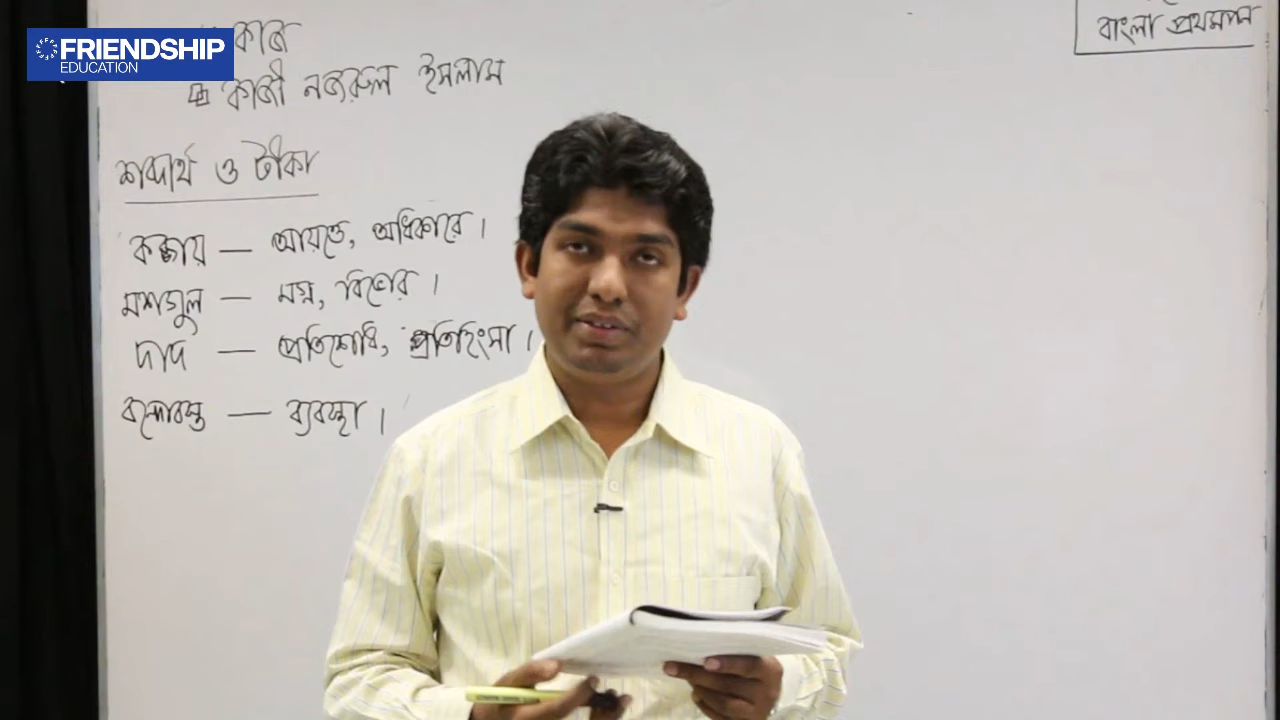 FRIENDSHIP
EDUCATION
কাজ
কাজী নজরুল ইসলাম
বাংলা প্রথমপত্র
শব্দার্থ ও টীকা
কব্জায় — আয়ত্তে, অধিকারে।
মশগুল — মগ্ন, বিভোর।
দাদ — প্রতিশোধ, প্রতিহিংসা।
বন্দোবস্ত — ব্যবস্থা।